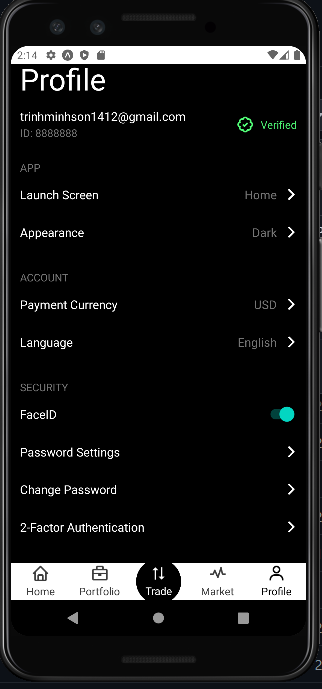 2:14
Profile
trinhminhson1412@gmail.com
ID: 8888888
Verified
APP
Launch Screen Home
Appearance Dark
ACCOUNT
Payment Currency USD
Language English
SECURITY
FaceID
Password Settings
Change Password
2-Factor Authentication
Home Portfolio Trade Market Profile